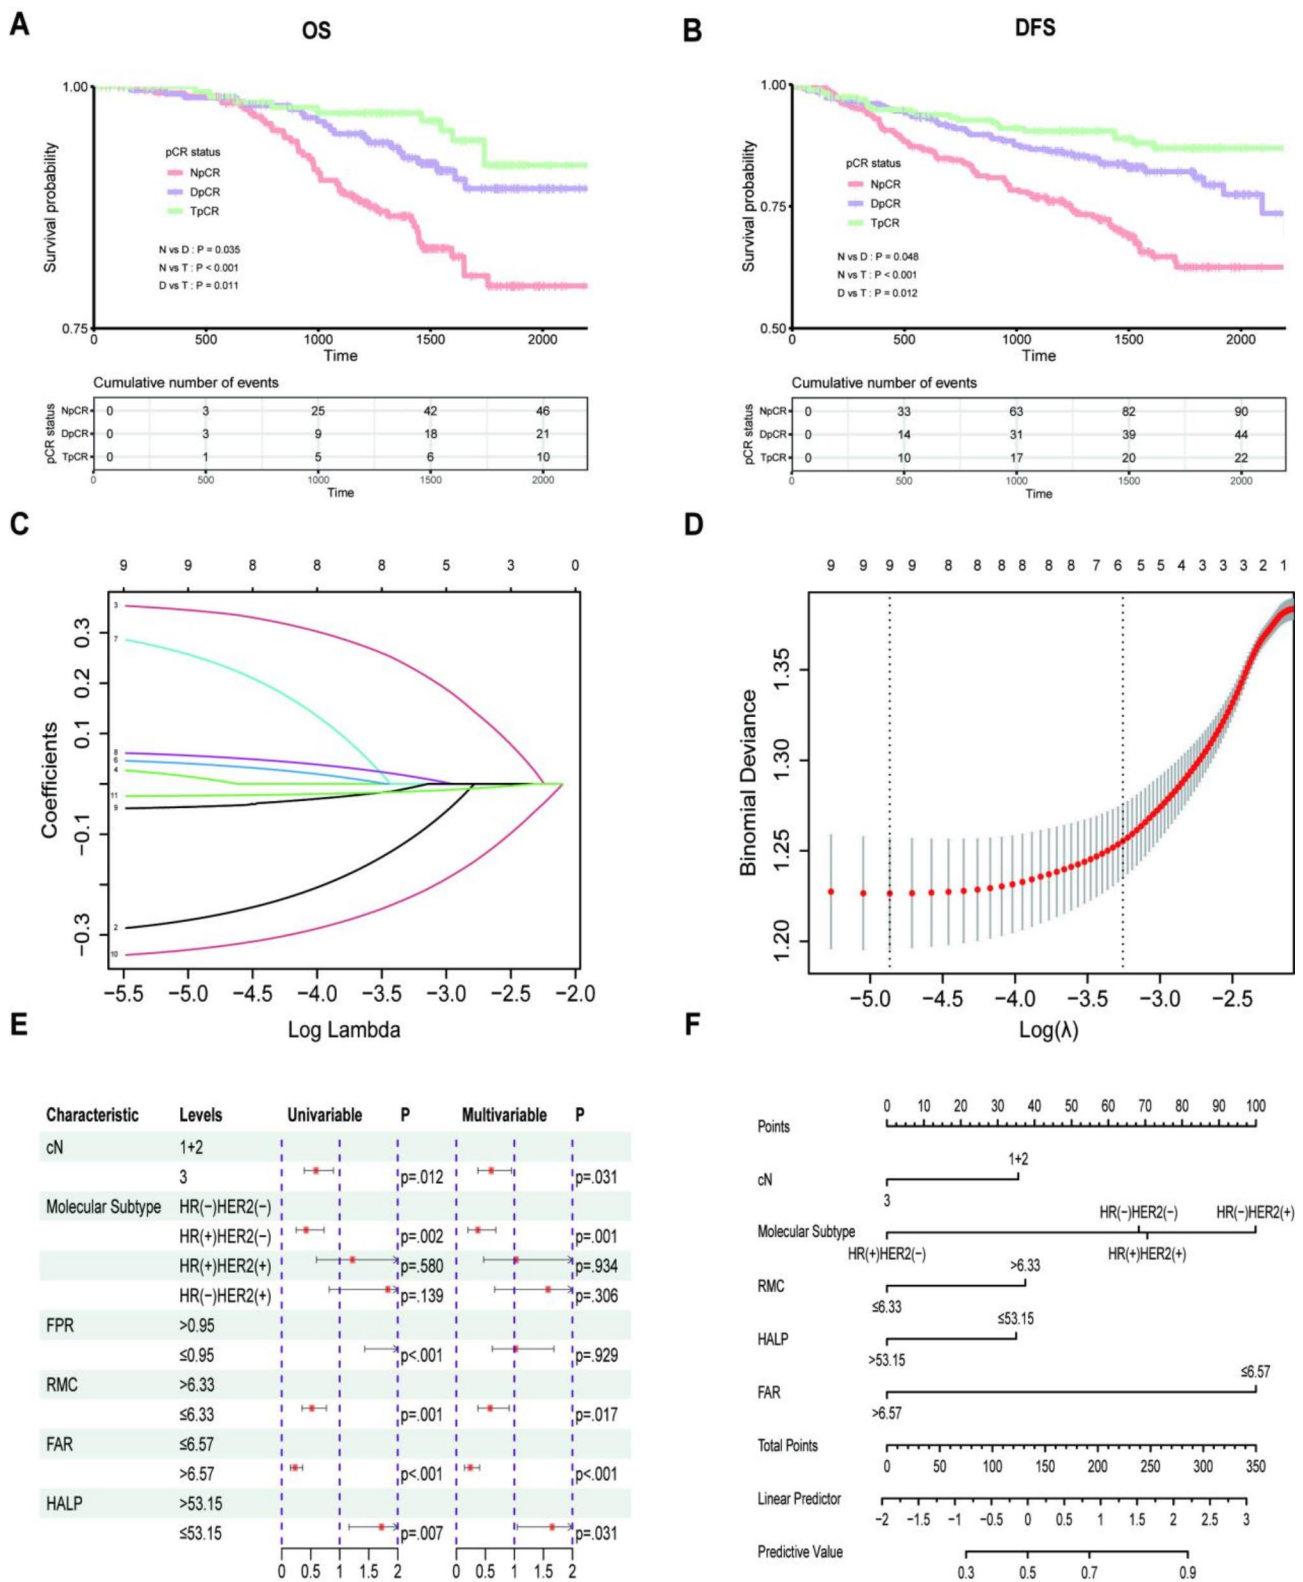 A
OS
1.00
0.75
Survival probability
pCR status
NpCR
DpCR
TpCR
N vs D : P = 0.035
N vs T : P < 0.001
D vs T : P = 0.011
0 500 1000 1500 2000
Time
Cumulative number of events
pCR status
NpCR 0 3 25 42 46
DpCR 0 3 9 18 21
TpCR 0 1 5 6 10
0 500 1000 1500 2000
Time
B
DFS
1.00
0.75
0.50
Survival probability
pCR status
NpCR
DpCR
TpCR
N vs D : P = 0.048
N vs T : P < 0.001
D vs T : P = 0.012
0 500 1000 1500 2000
Time
Cumulative number of events
pCR status
NpCR 0 33 63 82 90
DpCR 0 14 31 39 44
TpCR 0 10 17 20 22
0 500 1000 1500 2000
Time
C
9 9 8 8 8 5 3 0
Coefficients
0.3
0.2
0.1
−0.1
−0.3
3
7
8
6
4
11
9
2
10
−5.5 −5.0 −4.5 −4.0 −3.5 −3.0 −2.5 −2.0
Log Lambda
D
9 9 9 9 8 8 8 8 8 8 7 6 5 5 4 3 3 3 2 1
Binomial Deviance
1.35
1.30
1.25
1.20
−5.0 −4.5 −4.0 −3.5 −3.0 −2.5
Log(λ)
E
Characteristic Levels Univariable P Multivariable P
cN 1+2
3 p=.012 p=.031
Molecular Subtype HR(−)HER2(−)
HR(+)HER2(−) p=.002 p=.001
HR(+)HER2(+) p=.580 p=.934
HR(−)HER2(+) p=.139 p=.306
FPR >0.95
≤0.95 p<.001 p=.929
RMC >6.33
≤6.33 p=.001 p=.017
FAR ≤6.57
>6.57 p<.001 p<.001
HALP >53.15
≤53.15 p=.007 p=.031
0 0.5 1 1.5 2 0 0.5 1 1.5 2
F
Points
0 10 20 30 40 50 60 70 80 90 100
cN
1+2
3
Molecular Subtype
HR(−)HER2(−) HR(−)HER2(+)
HR(+)HER2(−) HR(+)HER2(+)
RMC
>6.33
≤6.33
HALP
≤53.15
>53.15
FAR
≤6.57
>6.57
Total Points
0 50 100 150 200 250 300 350
Linear Predictor
−2 −1.5 −1 −0.5 0 0.5 1 1.5 2 2.5 3
Predictive Value
0.3 0.5 0.7 0.9